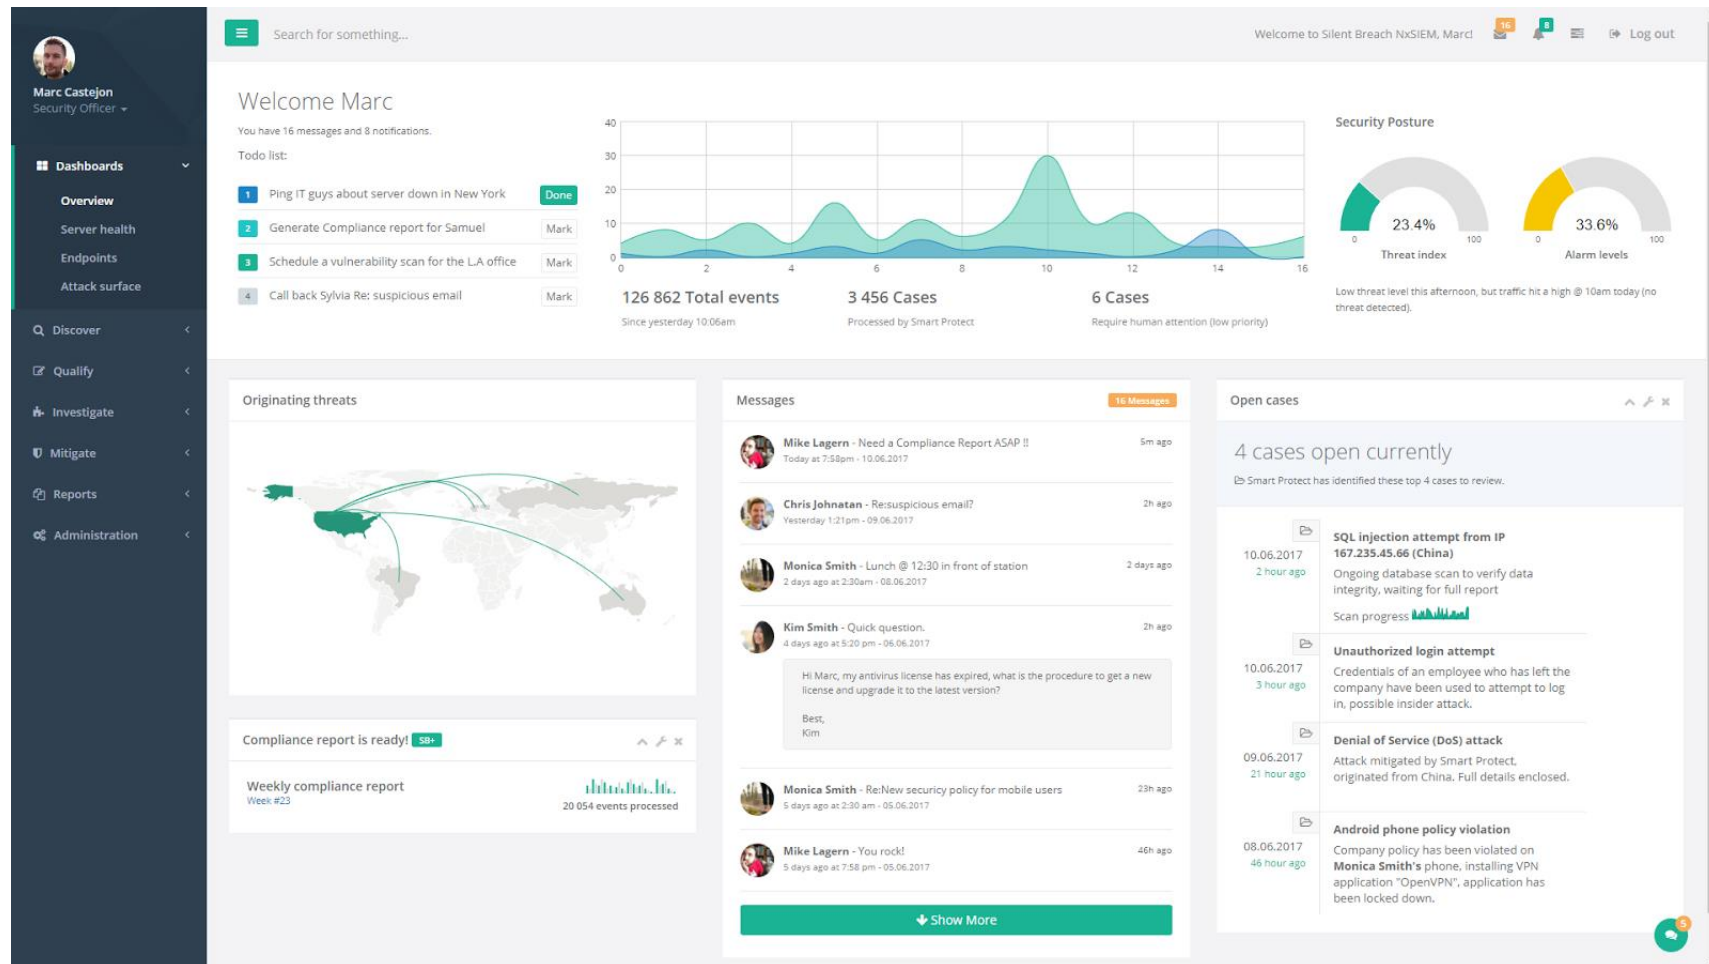 Marc Castejon
Security Officer
Dashboards
Overview
Server health
Endpoints
Attack surface
Discover
Qualify
Investigate
Mitigate
Reports
Administration
Search for something...
Welcome to Silent Breach NxSIEM, Marc!
16
8
Log out
Welcome Marc
You have 16 messages and 8 notifications.
Todo list:
1 Ping IT guys about server down in New York Done
2 Generate Compliance report for Samuel Mark
3 Schedule a vulnerability scan for the L.A office Mark
4 Call back Sylvia Re: suspicious email Mark
40
30
20
10
0
0 2 4 6 8 10 12 14 16
126 862 Total events
Since yesterday 10:06am
3 456 Cases
Processed by Smart Protect
6 Cases
Require human attention (low priority)
Security Posture
23.4%
0 100
Threat index
33.6%
0 100
Alarm levels
Low threat level this afternoon, but traffic hit a high @ 10am today (no
threat detected).
Originating threats
Compliance report is ready! SB+
Weekly compliance report
Week #23
20 054 events processed
Messages
16 Messages
Mike Lagern - Need a Compliance Report ASAP !!
5m ago
Today at 7:58pm - 10.06.2017
Chris Johnatan - Re:suspicious email?
2h ago
Yesterday 1:21pm - 09.06.2017
Monica Smith - Lunch @ 12:30 in front of station
2 days ago
2 days ago at 2:30am - 08.06.2017
Kim Smith - Quick question.
2h ago
4 days ago at 5:20 pm - 06.06.2017
Hi Marc, my antivirus license has expired, what is the procedure to get a new
license and upgrade it to the latest version?
Best,
Kim
Monica Smith - Re:New securicy policy for mobile users
23h ago
5 days ago at 2:30 am - 05.06.2017
Mike Lagern - You rock!
46h ago
5 days ago at 7:58 pm - 05.06.2017
Show More
Open cases
4 cases open currently
Smart Protect has identified these top 4 cases to review.
10.06.2017
2 hour ago
SQL injection attempt from IP
167.235.45.66 (China)
Ongoing database scan to verify data
integrity, waiting for full report
Scan progress
10.06.2017
3 hour ago
Unauthorized login attempt
Credentials of an employee who has left the
company have been used to attempt to log
in, possible insider attack.
09.06.2017
21 hour ago
Denial of Service (DoS) attack
Attack mitigated by Smart Protect,
originated from China. Full details enclosed.
08.06.2017
46 hour ago
Android phone policy violation
Company policy has been violated on
Monica Smith's phone, installing VPN
application "OpenVPN", application has
been locked down.
5